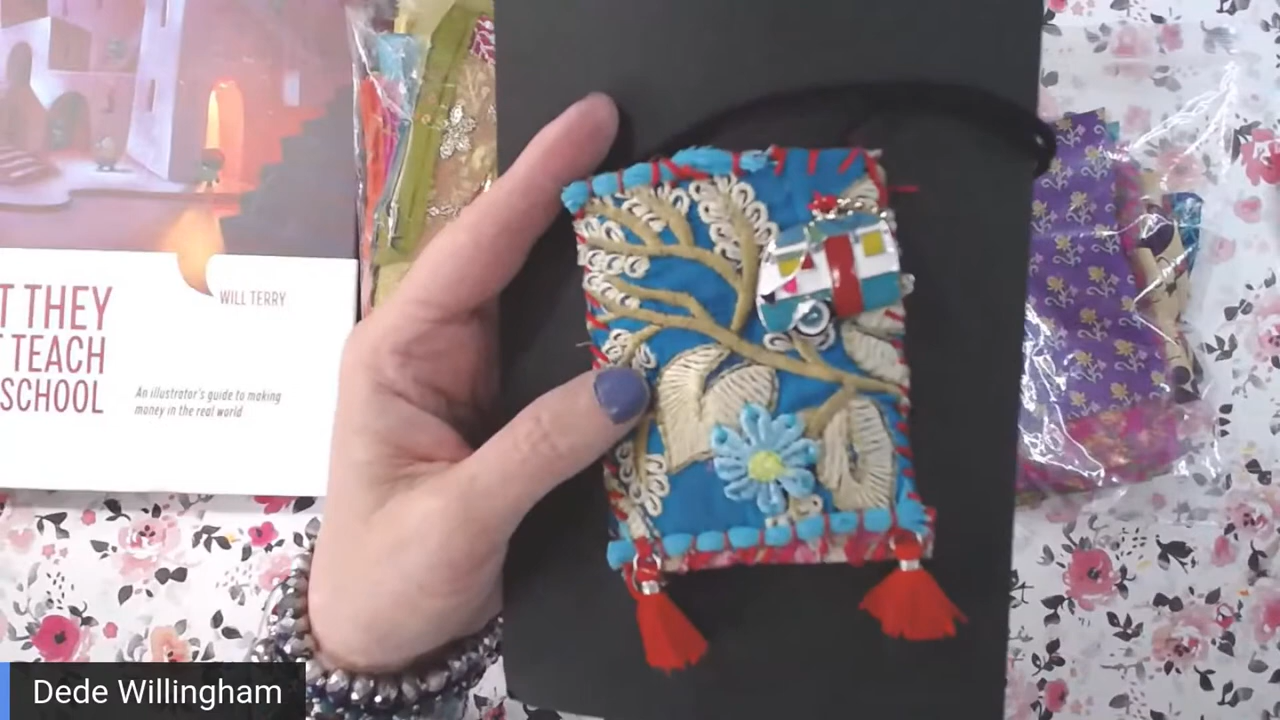 T THEY
T TEACH
SCHOOL
WILL TERRY
An illustrator's guide to making
money in the real world
Dede Willingham